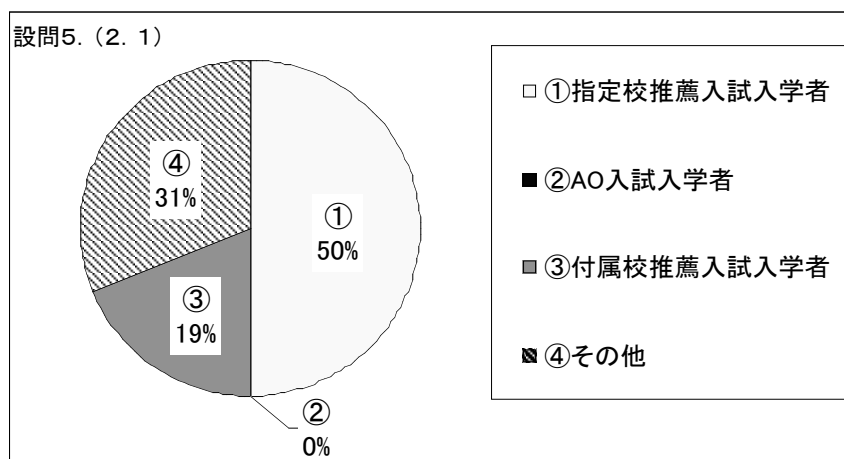 設問5.（2．1）
④
31%
①
50%
③
19%
②
0%
①指定校推薦入試入学者
②AO入試入学者
③付属校推薦入試入学者
④その他